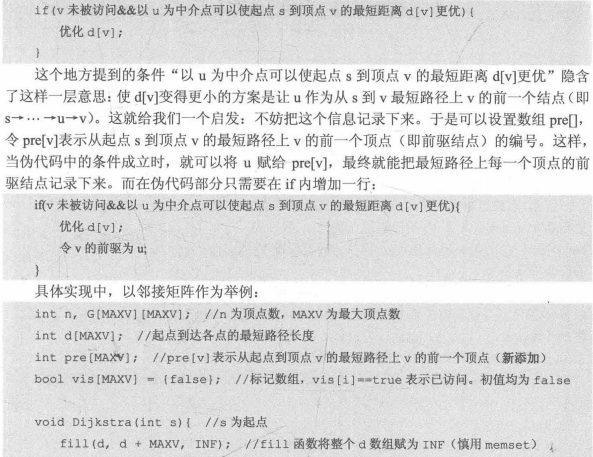 if(v 未被访问&&以 u 为中介点可以使起点 s 到顶点 v 的最短距离 d[v]更优){
优化 d[v];
}
这个地方提到的条件“以 u 为中介点可以使起点 s 到顶点 v 的最短距离 d[v]更优”隐含
了这样一层意思:使 d[v]变得更小的方案是让 u 作为从 s 到 v 最短路径上 v 的前一个结点(即
s→⋯→u→v)。这就给我们一个启发:不妨把这个信息记录下来。于是可以设置数组 pre[],
令 pre[v]表示从起点 s 到顶点 v 的最短路径上 v 的前一个顶点(即前驱结点)的编号。这样,
当伪代码中的条件成立时,就可以将 u 赋给 pre[v],最终就能把最短路径上每一个顶点的前
驱结点记录下来。而在伪代码部分只需要在 if 内增加一行:
if(v 未被访问&&以 u 为中介点可以使起点 s 到顶点 v 的最短距离 d[v]更优){
优化 d[v];
令 v 的前驱为 u;
}
具体实现中,以邻接矩阵作为举例:
int n, G[MAXV][MAXV]; //n 为顶点数,MAXV 为最大顶点数
int d[MAXV]; //起点到达各点的最短路径长度
int pre[MAXV]; //pre[v]表示从起点到顶点 v 的最短路径上 v 的前一个顶点(新添加)
bool vis[MAXV] = {false}; //标记数组,vis[i]==true 表示已访问。初值均为 false
void Dijkstra(int s){ //s 为起点
fill(d, d + MAXV, INF); //fill 函数将整个 d 数组赋为 INF(慎用 memset)